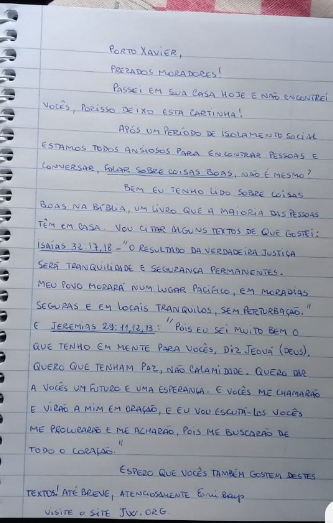 PORTO XAVIER,
PREZADOS MORADORES!
PASSEI EM SUA CASA HOJE E NÃO ENCONTREI
VOCÊS, POR ISSO DEIXO ESTA CARTINHA!
APÓS UM PERÍODO DE ISOLAMENTO SOCIAL
ESTAMOS TODOS ANSIOSOS PARA ENCONTRAR PESSOAS E
CONVERSAR, FALAR SOBRE COISAS BOAS, NÃO É MESMO?
BEM EU TENHO LIDO SOBRE COISAS
BOAS NA BÍBLIA, UM LIVRO QUE A MAIORIA DAS PESSOAS
TÊM EM CASA. VOU CITAR ALGUNS TEXTOS DE QUE GOSTEI:
ISAÍAS 32:17,18 - "O RESULTADO DA VERDADEIRA JUSTIÇA
SERÁ TRANQUILIDADE E SEGURANÇA PERMANENTES.
MEU POVO MORARÁ NUM LUGAR PACÍFICO, EM MORADIAS
SEGURAS E EM LOCAIS TRANQUILOS, SEM PERTURBAÇÃO."
E JEREMIAS 29:11,12,13: "POIS EU SEI MUITO BEM O
QUE TENHO EM MENTE PARA VOCÊS, DIZ JEOVÁ (DEUS).
QUERO QUE TENHAM PAZ, NÃO CALAMIDADE. QUERO DAR
A VOCÊS UM FUTURO E UMA ESPERANÇA. E VOCÊS ME CHAMARÃO
E VIRÃO A MIM EM ORAÇÃO, E EU VOU ESCUTÁ-LOS VOCÊS
ME PROCURARÃO E ME ACHARÃO, POIS ME BUSCARÃO DE
TODO O CORAÇÃO."
ESPERO QUE VOCÊS TAMBÉM GOSTEM DESTES
TEXTOS! ATÉ BREVE, ATENCIOSAMENTE
VISITE O SITE JW.ORG.